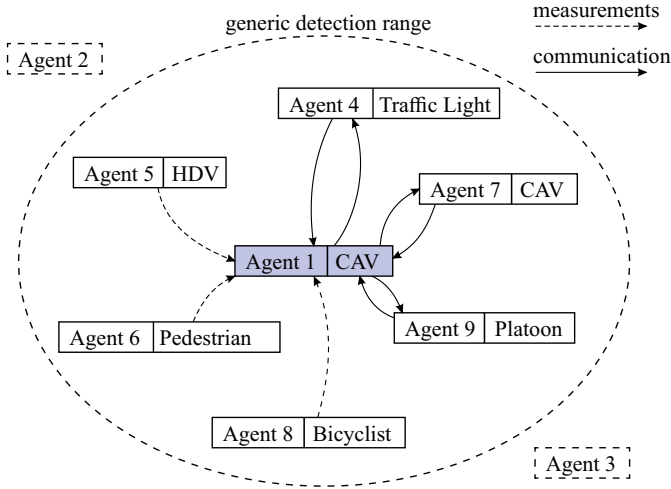 measurements
generic detection range
Agent 2
communication
Agent 4 Traffic Light
Agent 5 HDV
Agent 7 CAV
Agent 1 CAV
Agent 6 Pedestrian
Agent 9 Platoon
Agent 8 Bicyclist
Agent 3